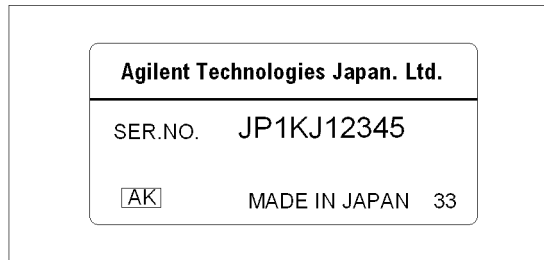 Agilent Technologies Japan. Ltd.
SER.NO. JP1KJ12345
AK MADE IN JAPAN 33